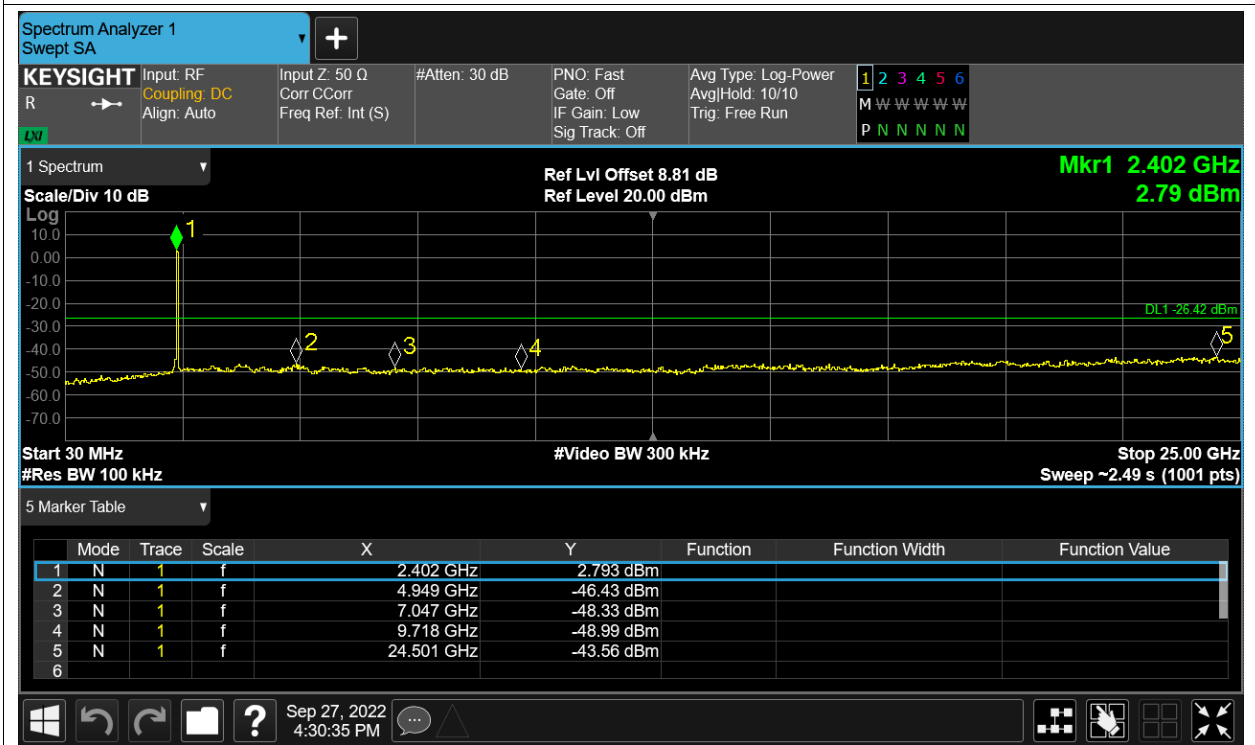 Spectrum Analyzer 1
Swept SA
KEYSIGHT
R
LXI
Input: RF
Coupling: DC
Align: Auto
Input Z: 50 Ω
Corr CCorr
Freq Ref: Int (S)
#Atten: 30 dB
PNO: Fast
Gate: Off
IF Gain: Low
Sig Track: Off
Avg Type: Log-Power
Avg|Hold: 10/10
Trig: Free Run
1 2 3 4 5 6
M W W W W W
P N N N N N
1 Spectrum
Scale/Div 10 dB
Ref Lvl Offset 8.81 dB
Ref Level 20.00 dBm
Mkr1 2.402 GHz
2.79 dBm
Log
10.0
0.00
-10.0
-20.0
-30.0
-40.0
-50.0
-60.0
-70.0
1
2
3
4
5
DL1 -26.42 dBm
Start 30 MHz
#Video BW 300 kHz
Stop 25.00 GHz
#Res BW 100 kHz
Sweep ~2.49 s (1001 pts)
5 Marker Table
Mode Trace Scale X Y Function Function Width Function Value
1 N 1 f 2.402 GHz 2.793 dBm
2 N 1 f 4.949 GHz -46.43 dBm
3 N 1 f 7.047 GHz -48.33 dBm
4 N 1 f 9.718 GHz -48.99 dBm
5 N 1 f 24.501 GHz -43.56 dBm
6
?
Sep 27, 2022
4:30:35 PM